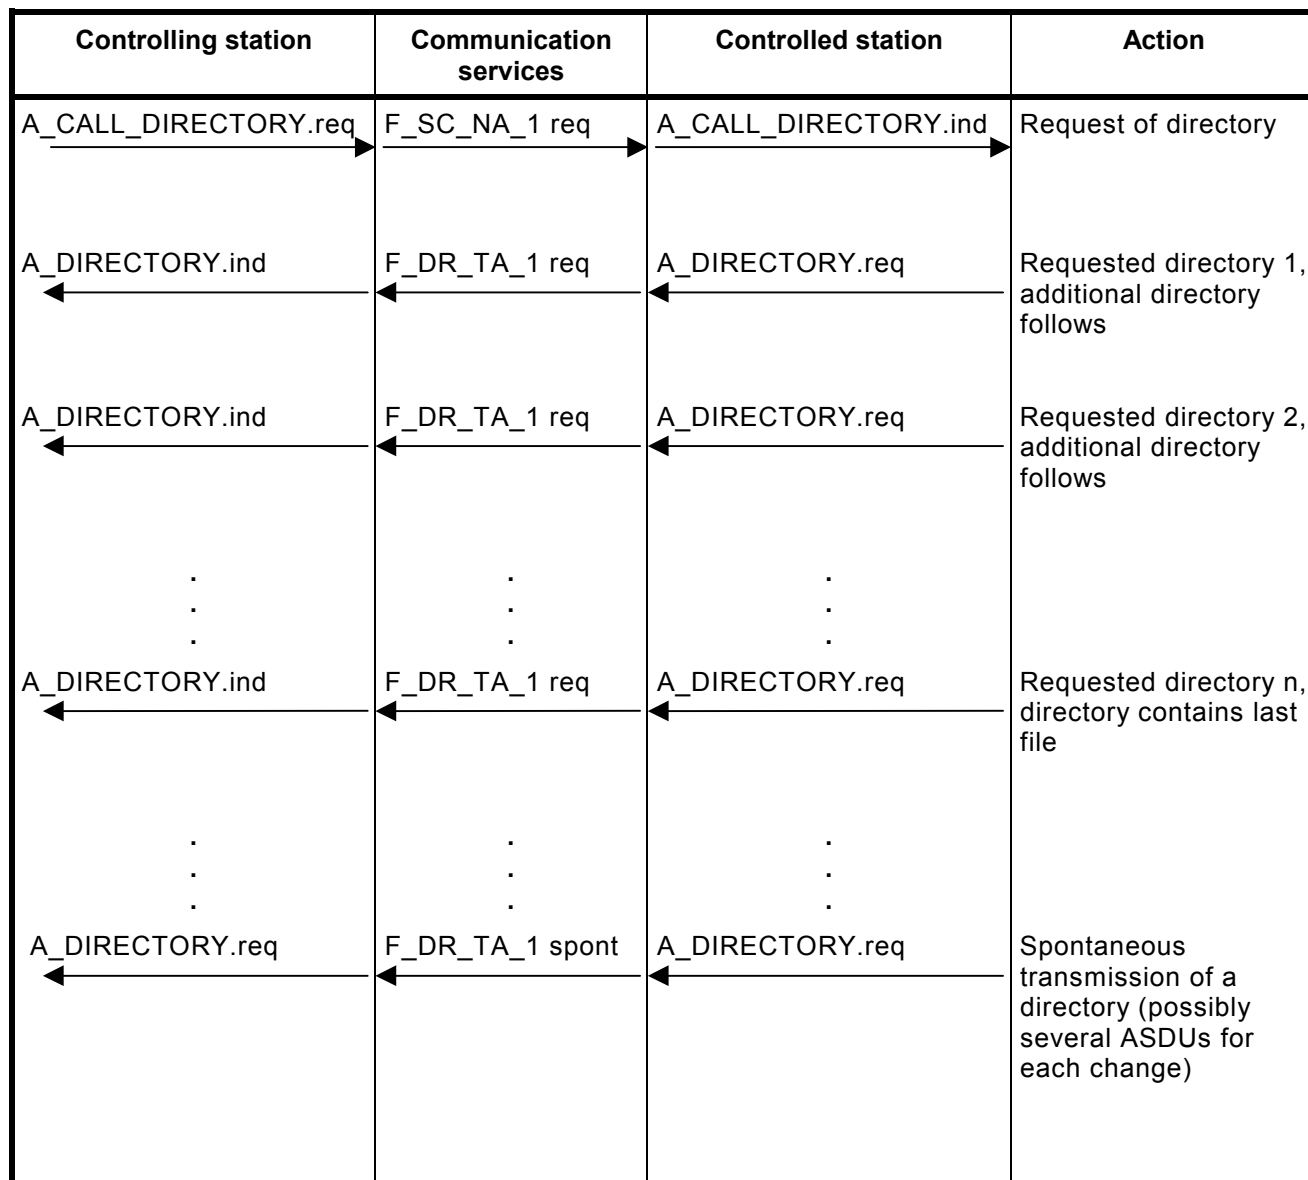 Controlling station
Communication services
Controlled station
Action
A_CALL_DIRECTORY.req
F_SC_NA_1 req
A_CALL_DIRECTORY.ind
Request of directory
A_DIRECTORY.ind
F_DR_TA_1 req
A_DIRECTORY.req
Requested directory 1,
additional directory
follows
A_DIRECTORY.ind
F_DR_TA_1 req
A_DIRECTORY.req
Requested directory 2,
additional directory
follows
.
.
.
.
.
.
.
.
.
A_DIRECTORY.ind
F_DR_TA_1 req
A_DIRECTORY.req
Requested directory n,
directory contains last
file
.
.
.
.
.
.
.
.
.
A_DIRECTORY.req
F_DR_TA_1 spont
A_DIRECTORY.req
Spontaneous
transmission of a
directory (possibly
several ASDUs for
each change)